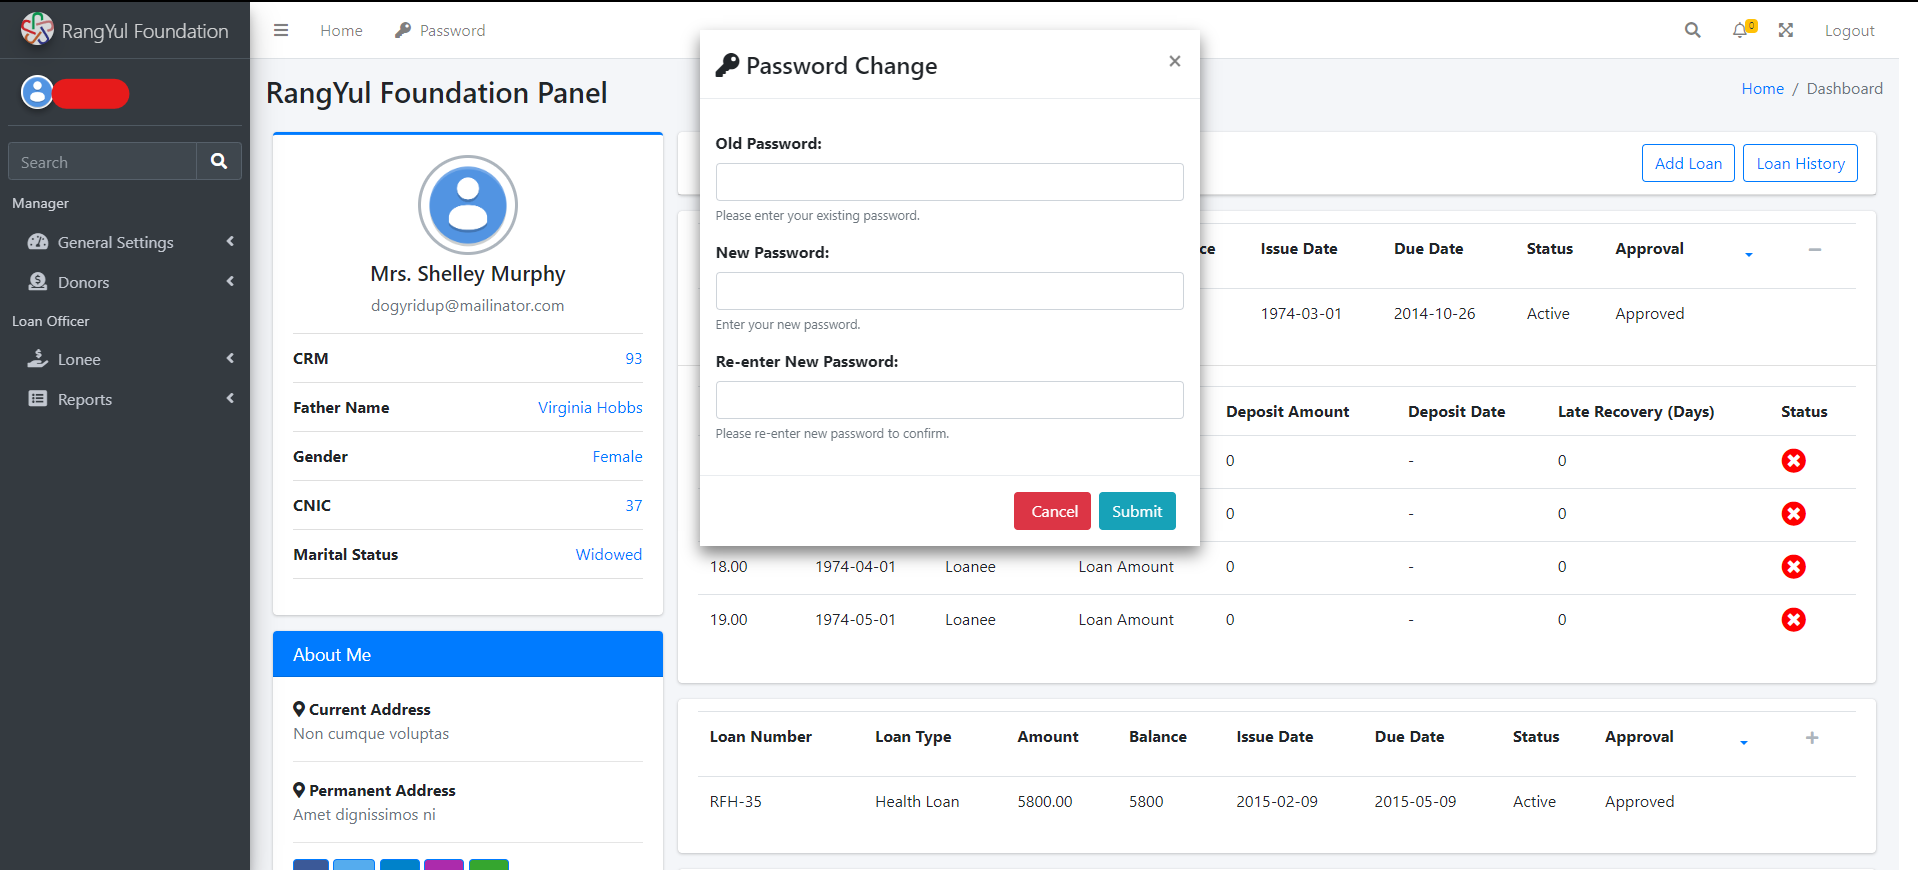 RangYul Foundation
Home
Password
0
Logout
Search
Manager
General Settings
Donors
Loan Officer
Lonee
Reports
RangYul Foundation Panel
Home / Dashboard
Mrs. Shelley Murphy
dogyridup@mailinator.com
CRM 93
Father Name Virginia Hobbs
Gender Female
CNIC 37
Marital Status Widowed
About Me
Current Address
Non cumque voluptas
Permanent Address
Amet dignissimos ni
Password Change
×
Old Password:
Please enter your existing password.
New Password:
Enter your new password.
Re-enter New Password:
Please re-enter new password to confirm.
Cancel
Submit
Add Loan
Loan History
Issue Date Due Date Status Approval
1974-03-01 2014-10-26 Active Approved
Deposit Amount Deposit Date Late Recovery (Days) Status
0 - 0
0 - 0
18.00 1974-04-01 Loanee Loan Amount 0 - 0
19.00 1974-05-01 Loanee Loan Amount 0 - 0
Loan Number Loan Type Amount Balance Issue Date Due Date Status Approval
RFH-35 Health Loan 5800.00 5800 2015-02-09 2015-05-09 Active Approved